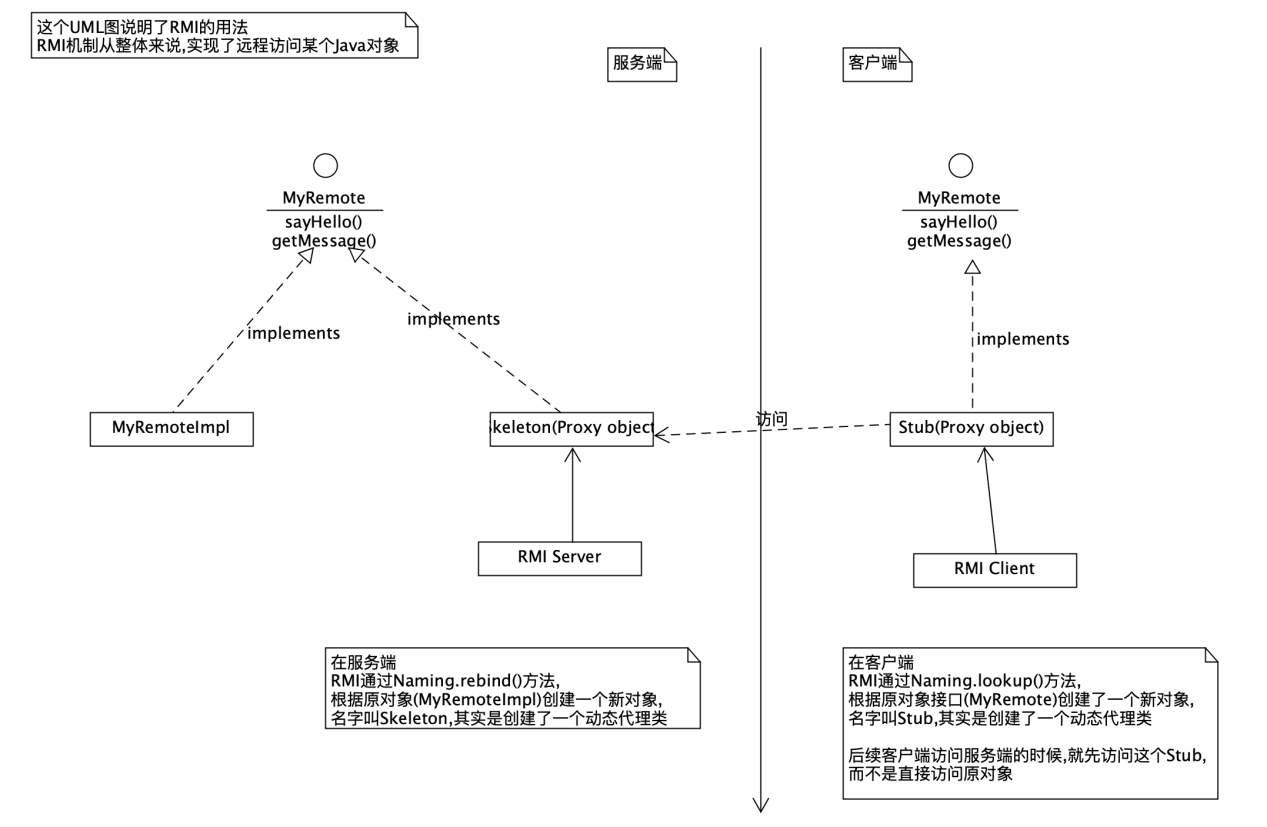 这个UML图说明了RMI的用法
RMI机制从整体来说,实现了远程访问某个Java对象
服务端
客户端
MyRemote
sayHello()
getMessage()
MyRemote
sayHello()
getMessage()
implements
implements
implements
MyRemoteImpl
keleton(Proxy object
访问
Stub(Proxy object)
RMI Server
RMI Client
在服务端
RMI通过Naming.rebind()方法,
根据原对象(MyRemoteImpl)创建一个新对象,
名字叫Skeleton,其实是创建了一个动态代理类
在客户端
RMI通过Naming.lookup()方法,
根据原对象接口(MyRemote)创建了一个新对象,
名字叫Stub,其实是创建了一个动态代理类
后续客户端访问服务端的时候,就先访问这个Stub,
而不是直接访问原对象